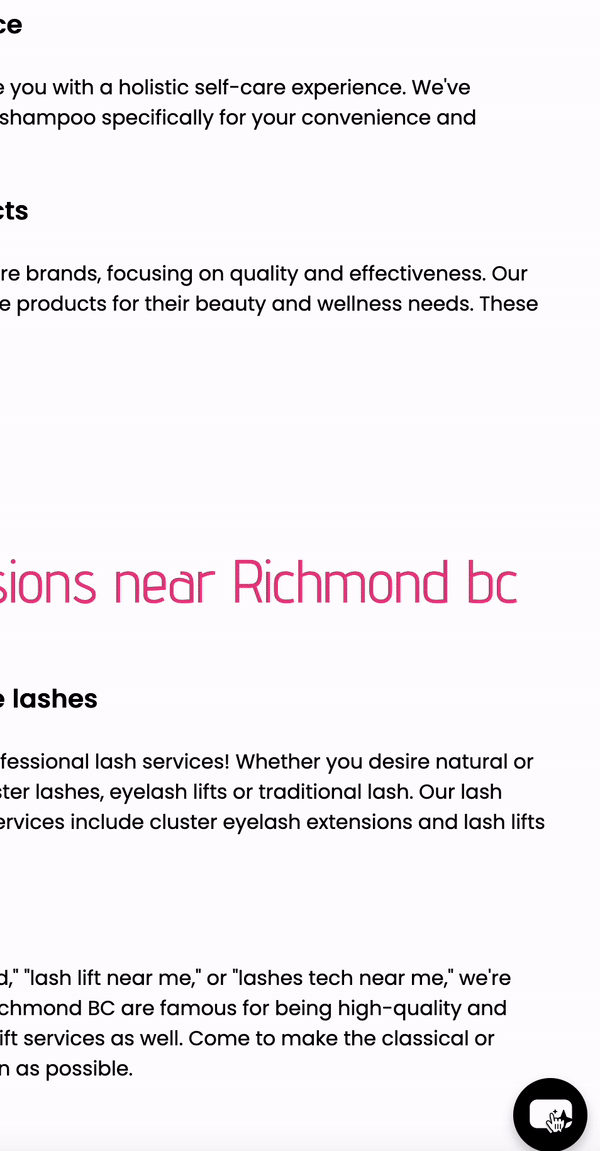 ce
e you with a holistic self-care experience. We've
shampoo specifically for your convenience and
cts
re brands, focusing on quality and effectiveness. Our
e products for their beauty and wellness needs. These
sions near Richmond bc
e lashes
fessional lash services! Whether you desire natural or
ster lashes, eyelash lifts or traditional lash. Our lash
ervices include cluster eyelash extensions and lash lifts
d," "lash lift near me," or "lashes tech near me," we're
chmond BC are famous for being high-quality and
ift services as well. Come to make the classical or
n as possible.